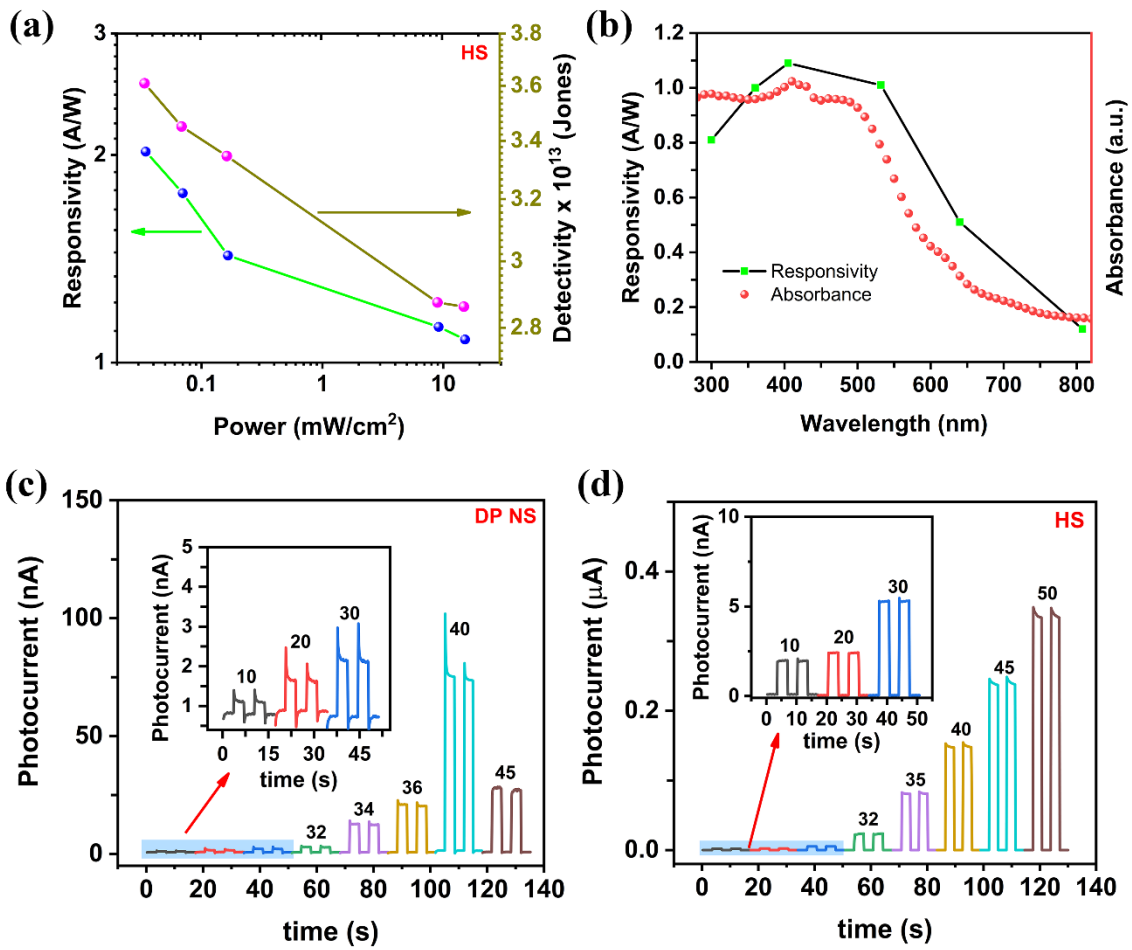 (a)
HS
Responsivity (A/W)
3
2
1
3.8
3.6
3.4
3.2
3
2.8
Detectivity x 10¹³ (Jones)
0.1 1 10
Power (mW/cm²)
(b)
Responsivity (A/W)
1.2
1.0
0.8
0.6
0.4
0.2
0.0
Responsivity
Absorbance
Absorbance (a.u.)
300 400 500 600 700 800
Wavelength (nm)
(c)
DP NS
Photocurrent (nA)
150
125
100
75
50
25
0
Photocurrent (nA)
5
4
3
2
1
10
20
30
0 15 30 45
time (s)
32
34
36
40
45
0 20 40 60 80 100 120 140
time (s)
(d)
HS
Photocurrent (μA)
0.4
0.2
0.0
Photocurrent (nA)
10
5
0
10
20
30
0 10 20 30 40 50
time (s)
32
35
40
45
50
0 20 40 60 80 100 120 140
time (s)